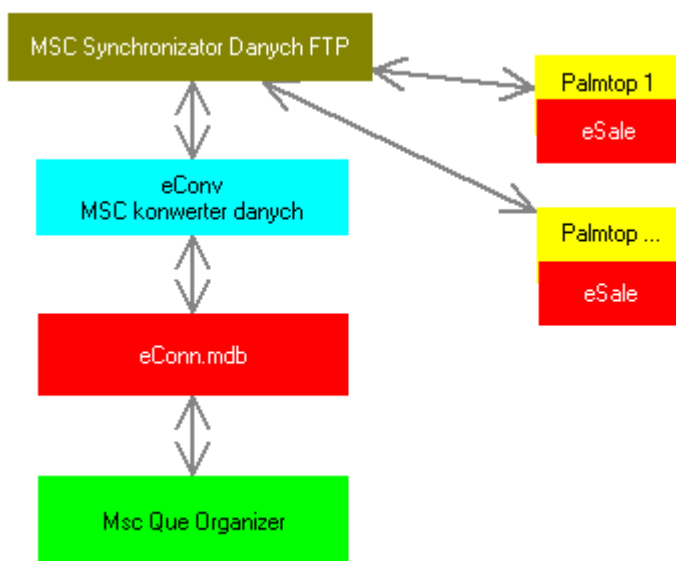 MSC Synchronizator Danych FTP
Palmtop 1
eSale
eConv
MSC konwerter danych
Palmtop ...
eSale
eConn.mdb
Msc Que Organizer